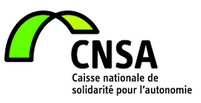 CNSA
Caisse nationale de
solidarité pour l'autonomie